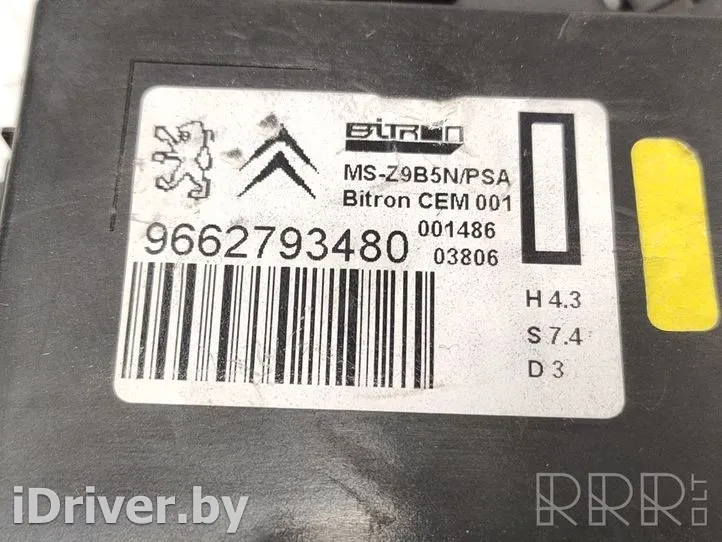 BITRON
MS-Z9B5N/PSA
Bitron CEM 001
9662793480
001486
03806
H 4.3
S 7.4
D 3
iDriver.by
RRR.LT